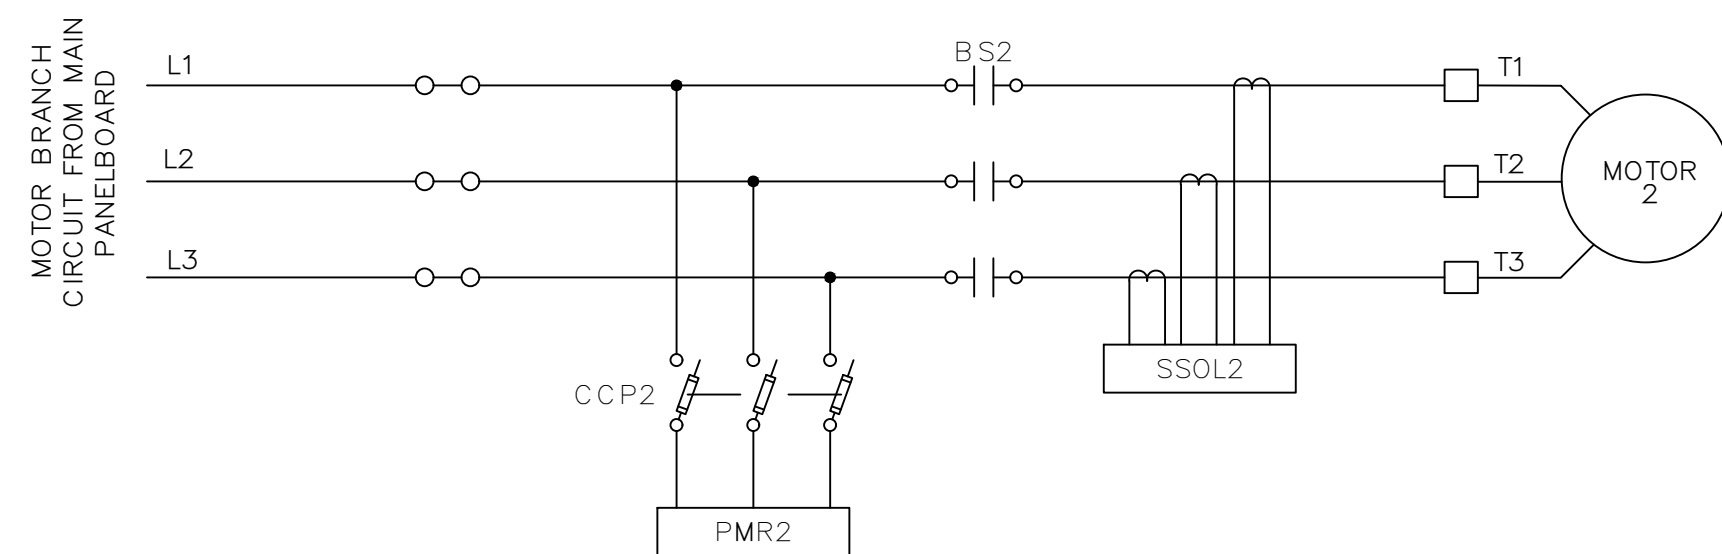 MOTOR BRANCH
CIRCUIT FROM MAIN
PANELBOARD
L1
BS2
T1
L2
T2
MOTOR
2
L3
T3
SSOL2
CCP2
PMR2